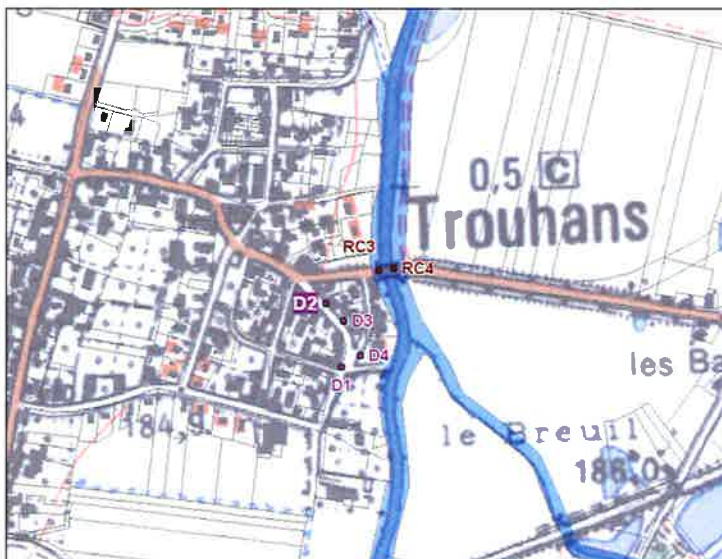 0,5 C
Trouhans
RC3
RC4
D2
D3
D4
D1
les Ba
184,9
le Breuil
186.0